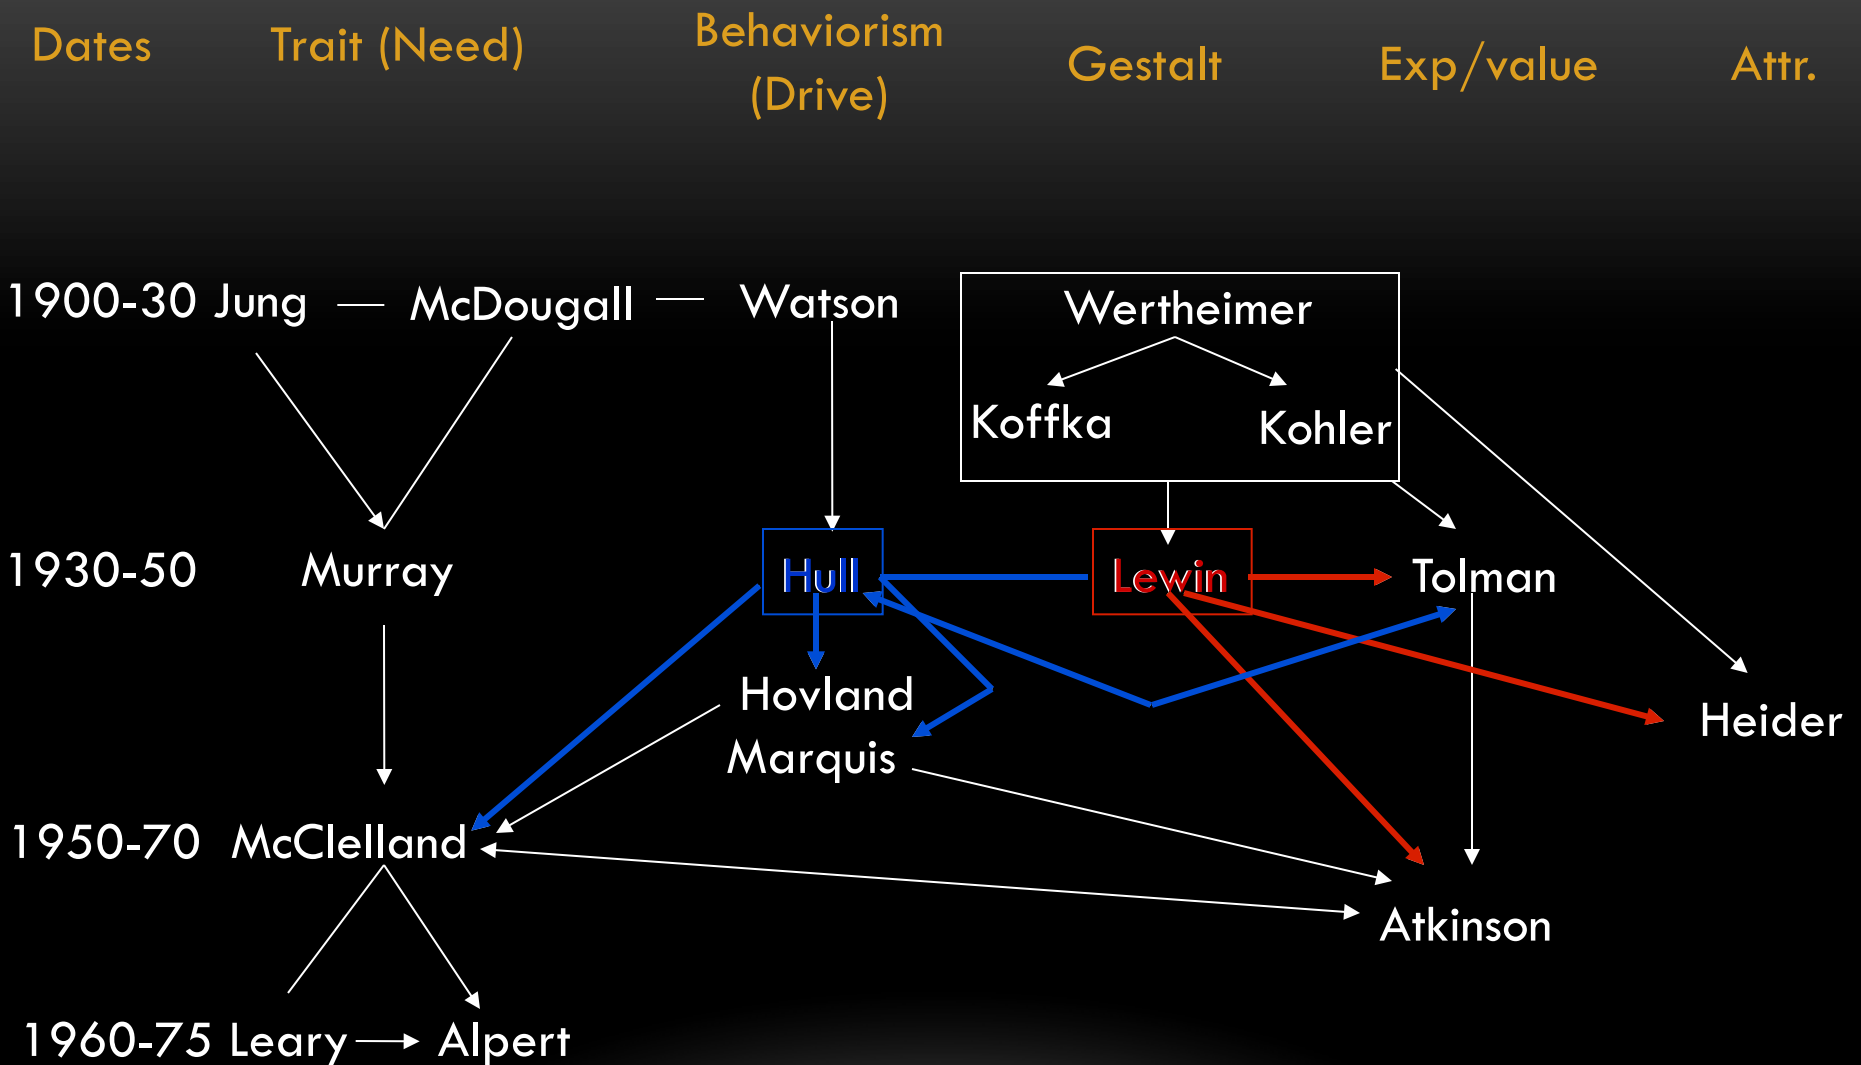 Dates
Trait (Need)
Behaviorism
(Drive)
Gestalt
Exp/value
Attr.
1900-30 Jung
McDougall
Watson
Wertheimer
Koffka
Kohler
1930-50
Murray
Hull
Lewin
Tolman
Hovland
Marquis
Heider
1950-70 McClelland
Atkinson
1960-75 Leary
Alpert